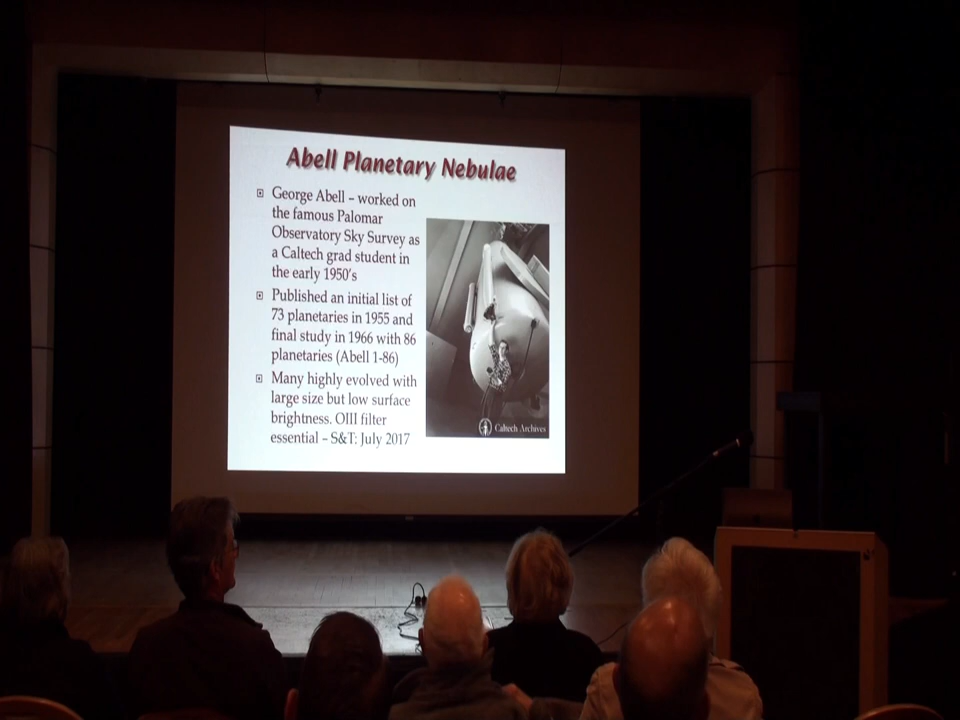 Abell Planetary Nebulae
George Abell – worked on
the famous Palomar
Observatory Sky Survey as
a Caltech grad student in
the early 1950's
Published an initial list of
73 planetaries in 1955 and
final study in 1966 with 86
planetaries (Abell 1-86)
Many highly evolved with
large size but low surface
brightness. OIII filter
essential – S&T: July 2017
Caltech Archives